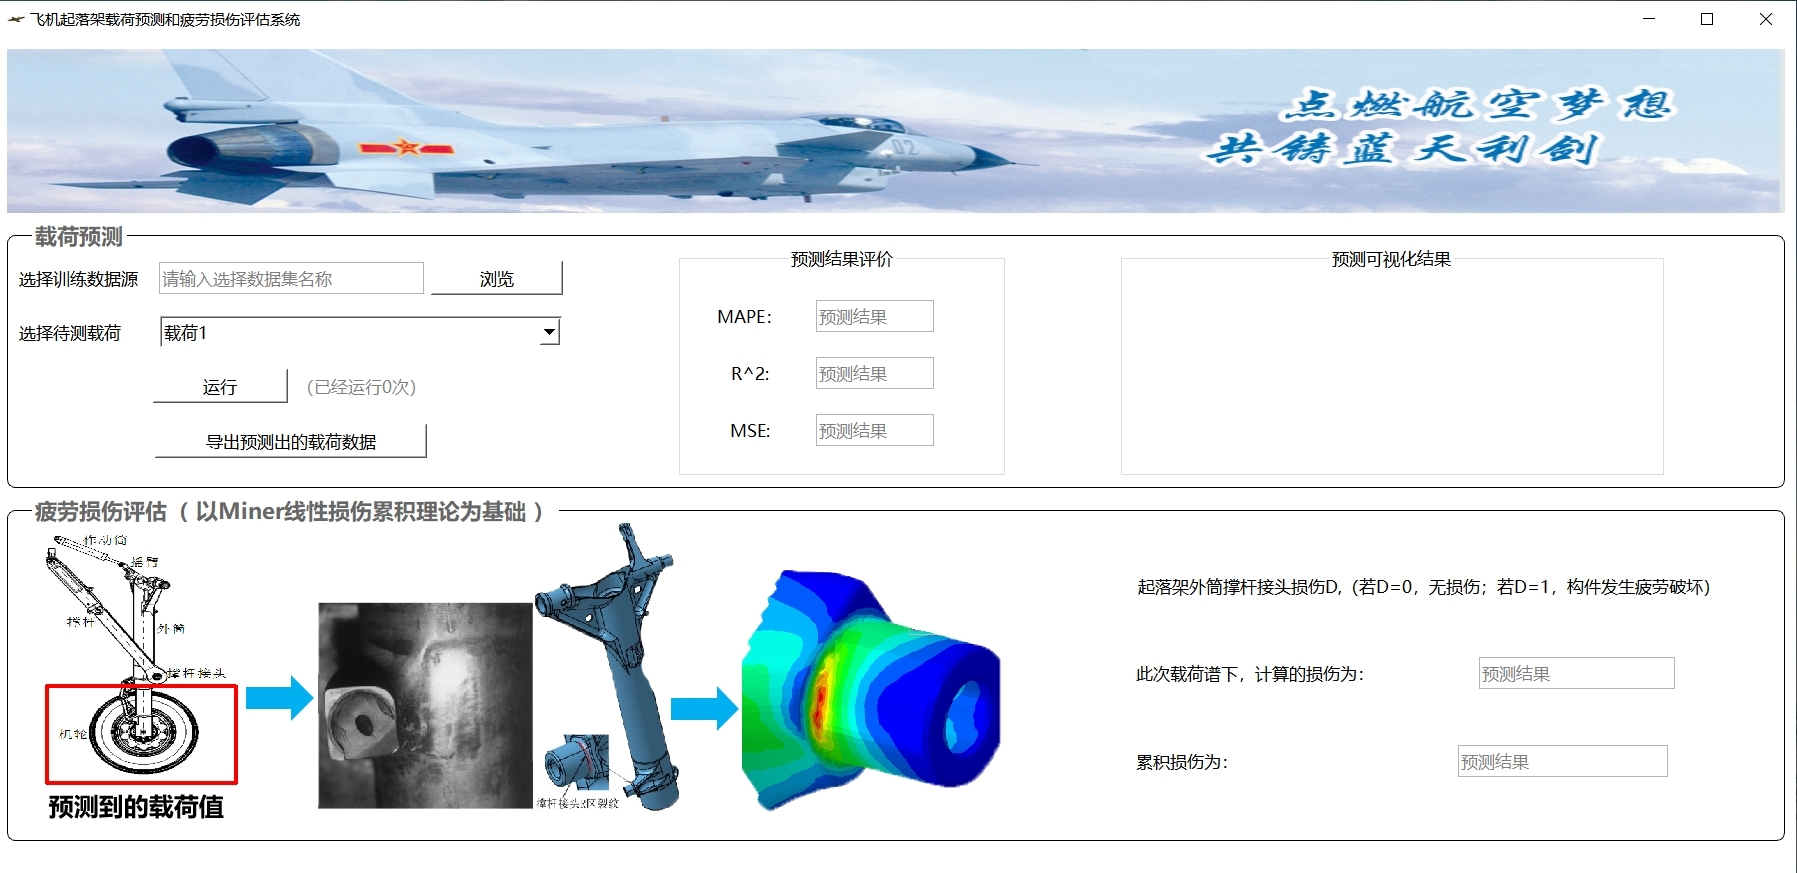 飞机起落架载荷预测和疲劳损伤评估系统
点燃航空梦想
共铸蓝天利剑
02
载荷预测
选择训练数据源
请输入选择数据集名称
浏览
选择待测载荷
载荷1
运行
(已经运行0次)
导出预测出的载荷数据
预测结果评价
MAPE:
预测结果
R^2:
预测结果
MSE:
预测结果
预测可视化结果
疲劳损伤评估（以Miner线性损伤累积理论为基础）
作动筒
摇臂
撑杆
外筒
撑杆接头
机轮
预测到的载荷值
撑杆接头R区裂纹
起落架外筒撑杆接头损伤D,（若D=0，无损伤；若D=1，构件发生疲劳破坏）
此次载荷谱下，计算的损伤为：
预测结果
累积损伤为：
预测结果